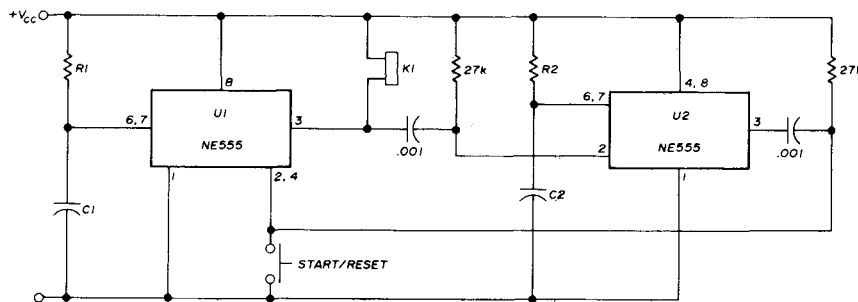 +VCC
R1
8
K1
27k
R2
4, 8
U1
6, 7
3
NE555
.001
6, 7
U2
2
3
NE555
.001
1
2, 4
1
C1
C2
START/RESET